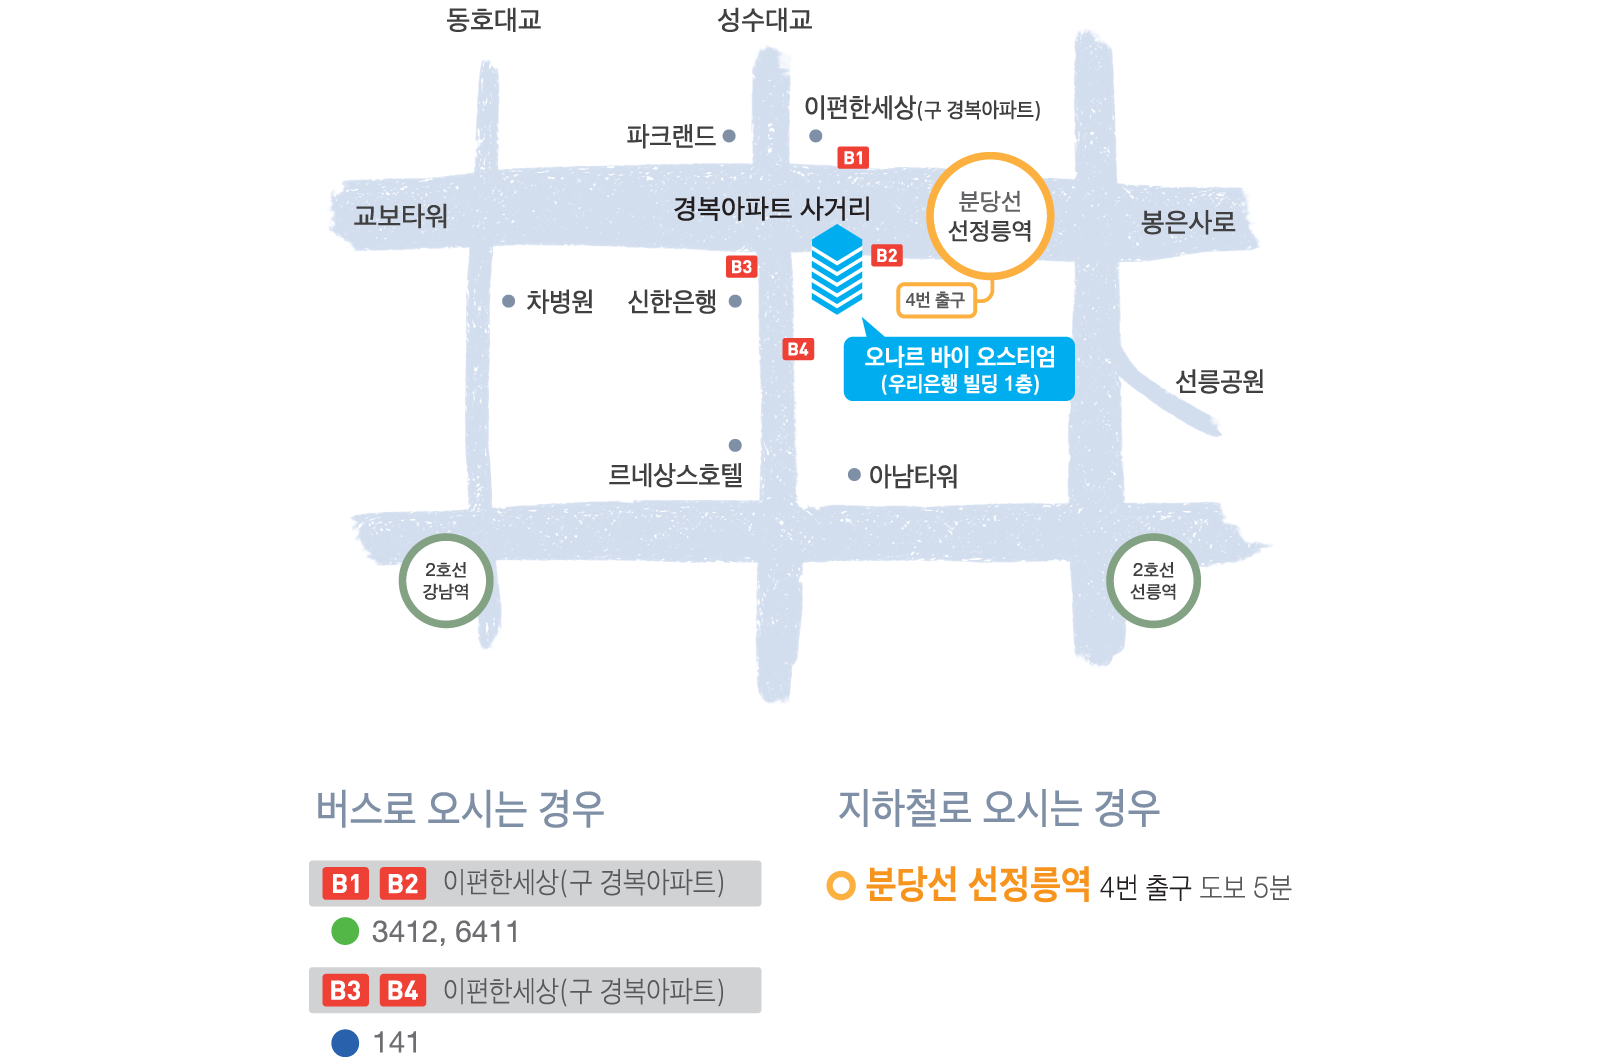 동호대교
성수대교
이편한세상(구 경복아파트)
파크랜드
B1
교보타워
경복아파트 사거리
분당선
선정릉역
봉은사로
B2
B3
4번 출구
차병원
신한은행
B4
오나르 바이 오스티엄
(우리은행 빌딩 1층)
선릉공원
르네상스호텔
아남타워
2호선
강남역
2호선
선릉역
버스로 오시는 경우
B1 B2 이편한세상(구 경복아파트)
3412, 6411
B3 B4 이편한세상(구 경복아파트)
141
지하철로 오시는 경우
분당선 선정릉역 4번 출구 도보 5분